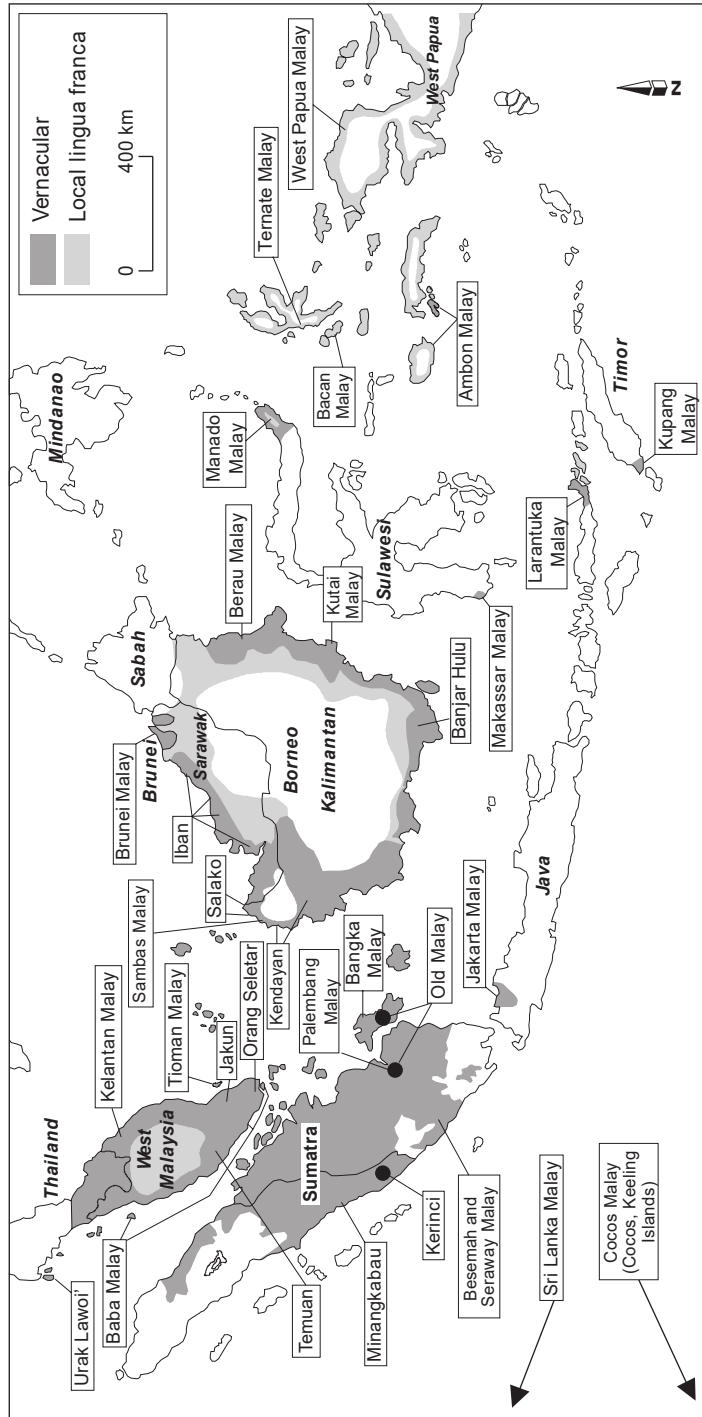 Vernacular
Local lingua franca
0
400 km
N
Thailand
Urak Lawoi'
Baba Malay
Kelantan Malay
West
Malaysia
Tioman Malay
Jakun
Orang Seletar
Temuan
Sumatra
Minangkabau
Kerinci
Besemah and
Seraway Malay
Palembang
Malay
Bangka
Malay
Old Malay
Sri Lanka Malay
Cocos Malay
(Cocos, Keeling
Islands)
Jakarta Malay
Java
Sambas Malay
Salako
Kendayan
Iban
Brunei Malay
Brunei
Sarawak
Sabah
Borneo
Kalimantan
Berau Malay
Kutai
Malay
Banjar Hulu
Makassar Malay
Sulawesi
Manado
Malay
Mindanao
Bacan
Malay
Ternate Malay
Ambon Malay
West Papua Malay
West Papua
Larantuka
Malay
Kupang
Malay
Timor